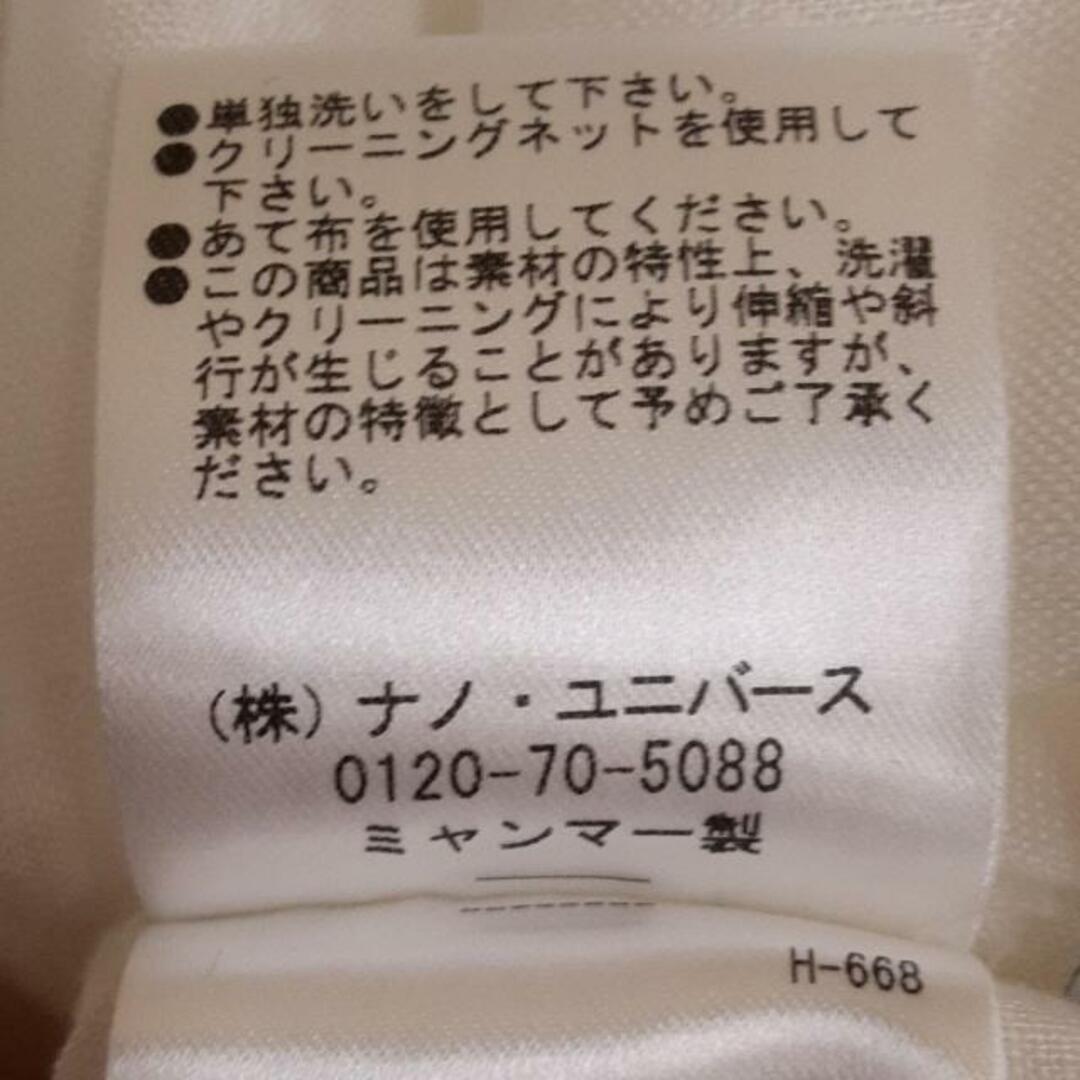 ●単独洗いをして下さい。
●クリーニングネットを使用して
下さい。
●あて布を使用してください。
●この商品は素材の特性上、洗濯
やクリーニングにより伸縮や斜
行が生じることがありますが、
素材の特徴として予めご了承く
ださい。
(株)ナノ・ユニバース
0120-70-5088
ミャンマー製
H-668